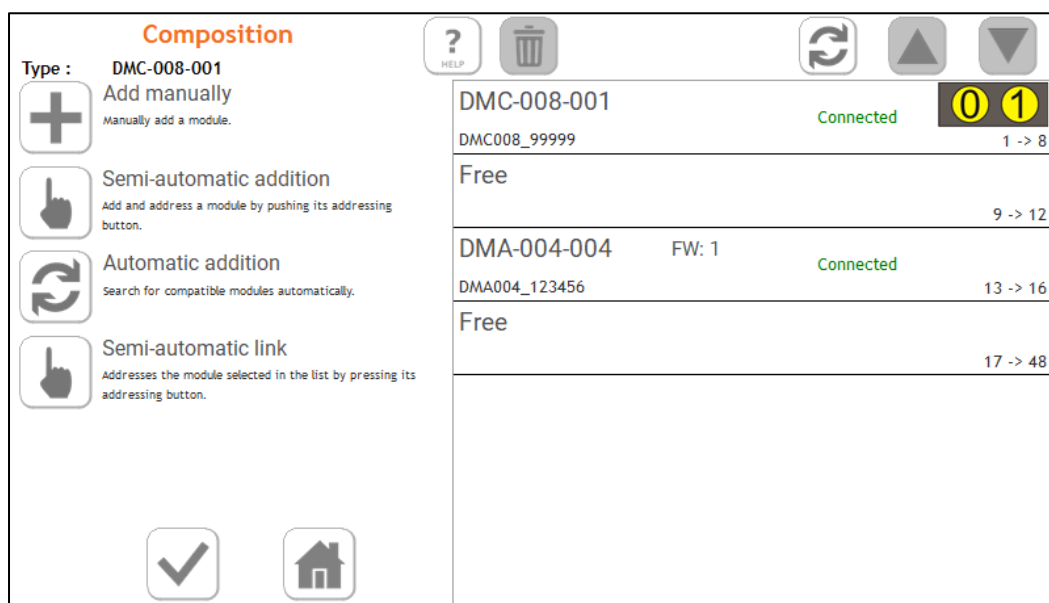 Composition
Type : DMC-008-001
?
HELP
Add manually
Manually add a module.
Semi-automatic addition
Add and address a module by pushing its addressing
button.
Automatic addition
Search for compatible modules automatically.
Semi-automatic link
Addresses the module selected in the list by pressing its
addressing button.
DMC-008-001
Connected
0 1
DMC008_99999
1 -> 8
Free
9 -> 12
DMA-004-004 FW: 1
Connected
DMA004_123456
13 -> 16
Free
17 -> 48